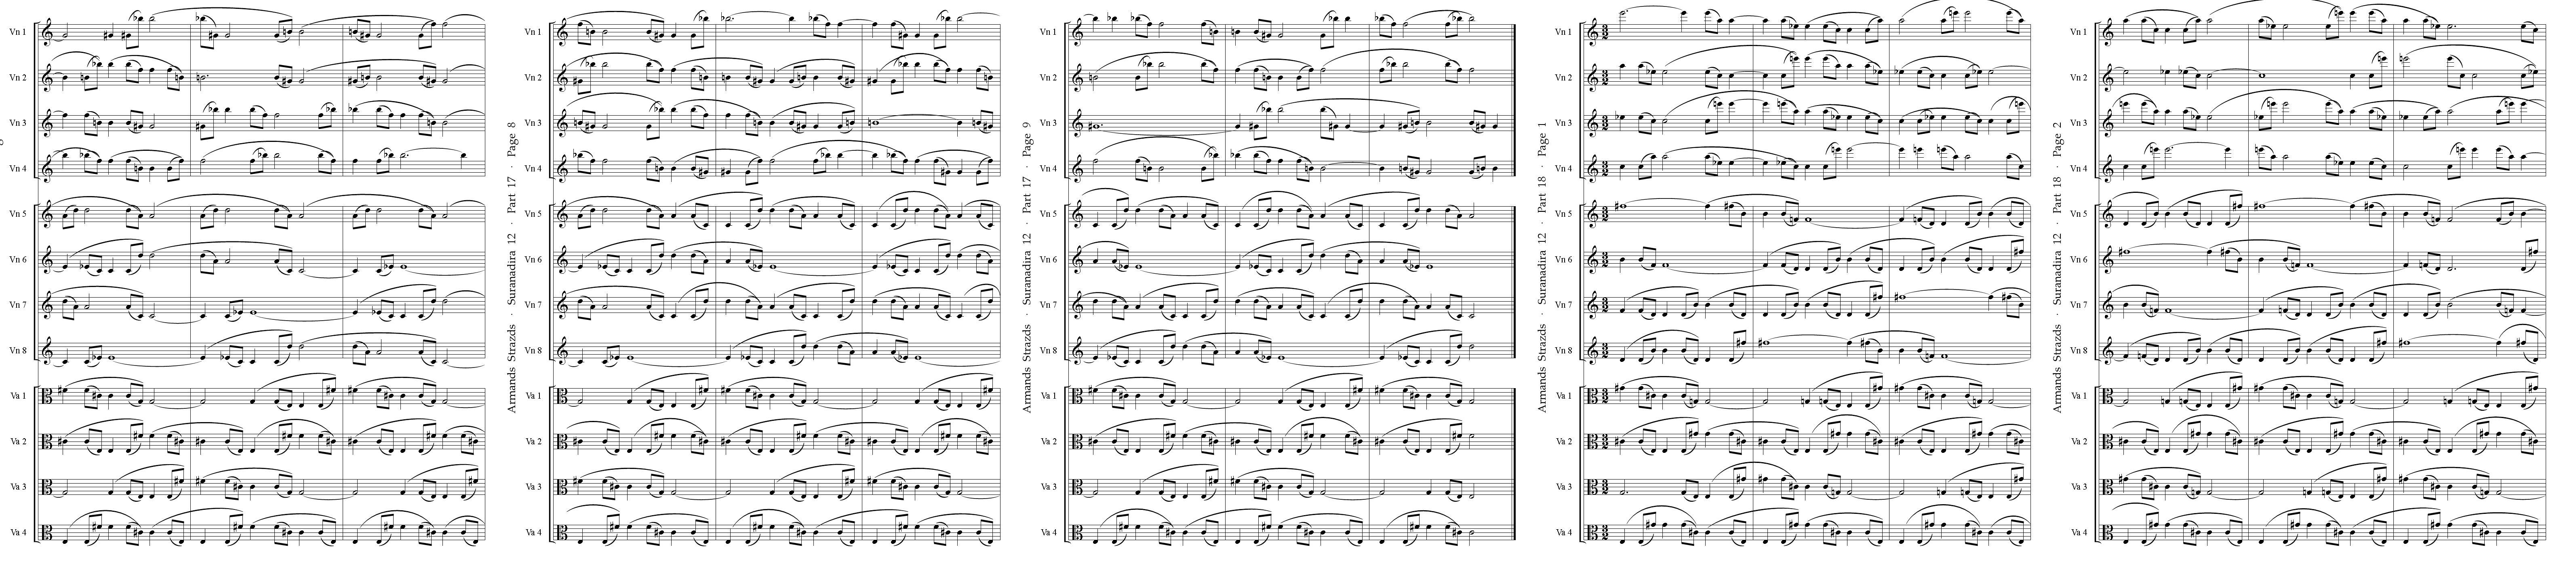 Vn 1
Vn 2
Vn 3
Vn 4
Vn 5
Vn 6
Vn 7
Vn 8
Va 1
Va 2
Va 3
Va 4
Armands Strazds · Suranadira 12 · Part 17 · Page 8
Vn 1
Vn 2
Vn 3
Vn 4
Vn 5
Vn 6
Vn 7
Vn 8
Va 1
Va 2
Va 3
Va 4
Armands Strazds · Suranadira 12 · Part 17 · Page 9
Vn 1
Vn 2
Vn 3
Vn 4
Vn 5
Vn 6
Vn 7
Vn 8
Va 1
Va 2
Va 3
Va 4
Armands Strazds · Suranadira 12 · Part 18 · Page 1
Vn 1
Vn 2
Vn 3
Vn 4
Vn 5
Vn 6
Vn 7
Vn 8
Va 1
Va 2
Va 3
Va 4
Armands Strazds · Suranadira 12 · Part 18 · Page 2
Vn 1
Vn 2
Vn 3
Vn 4
Vn 5
Vn 6
Vn 7
Vn 8
Va 1
Va 2
Va 3
Va 4